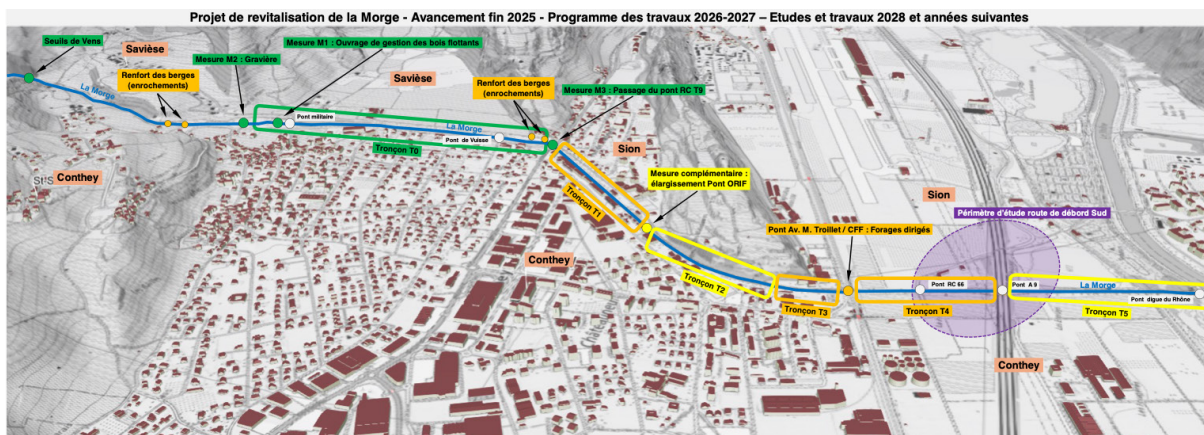 Projet de revitalisation de la Morge - Avancement fin 2025 - Programme des travaux 2026-2027 – Etudes et travaux 2028 et années suivantes
Seuils de Vens
Savièse
Mesure M1 : Ouvrage de gestion des bois flottants
Mesure M2 : Gravière
Renfort des berges
(enrochements)
Savièse
Renfort des berges
(enrochements)
Mesure M3 : Passage du pont RC T9
La Morge
Pont militaire
La Morge
Pont de Vuisse
Tronçon T0
Sion
Conthey
Mesure complémentaire :
élargissement Pont ORIF
Tronçon T1
Sion
Périmètre d'étude route de débord Sud
Pont Av. M. Troillet / CFF : Forages dirigés
Conthey
Tronçon T2
Pont RC 66
Pont A 9
La Morge
Pont digue du Rhône
Tronçon T3
Tronçon T4
Tronçon T5
Conthey